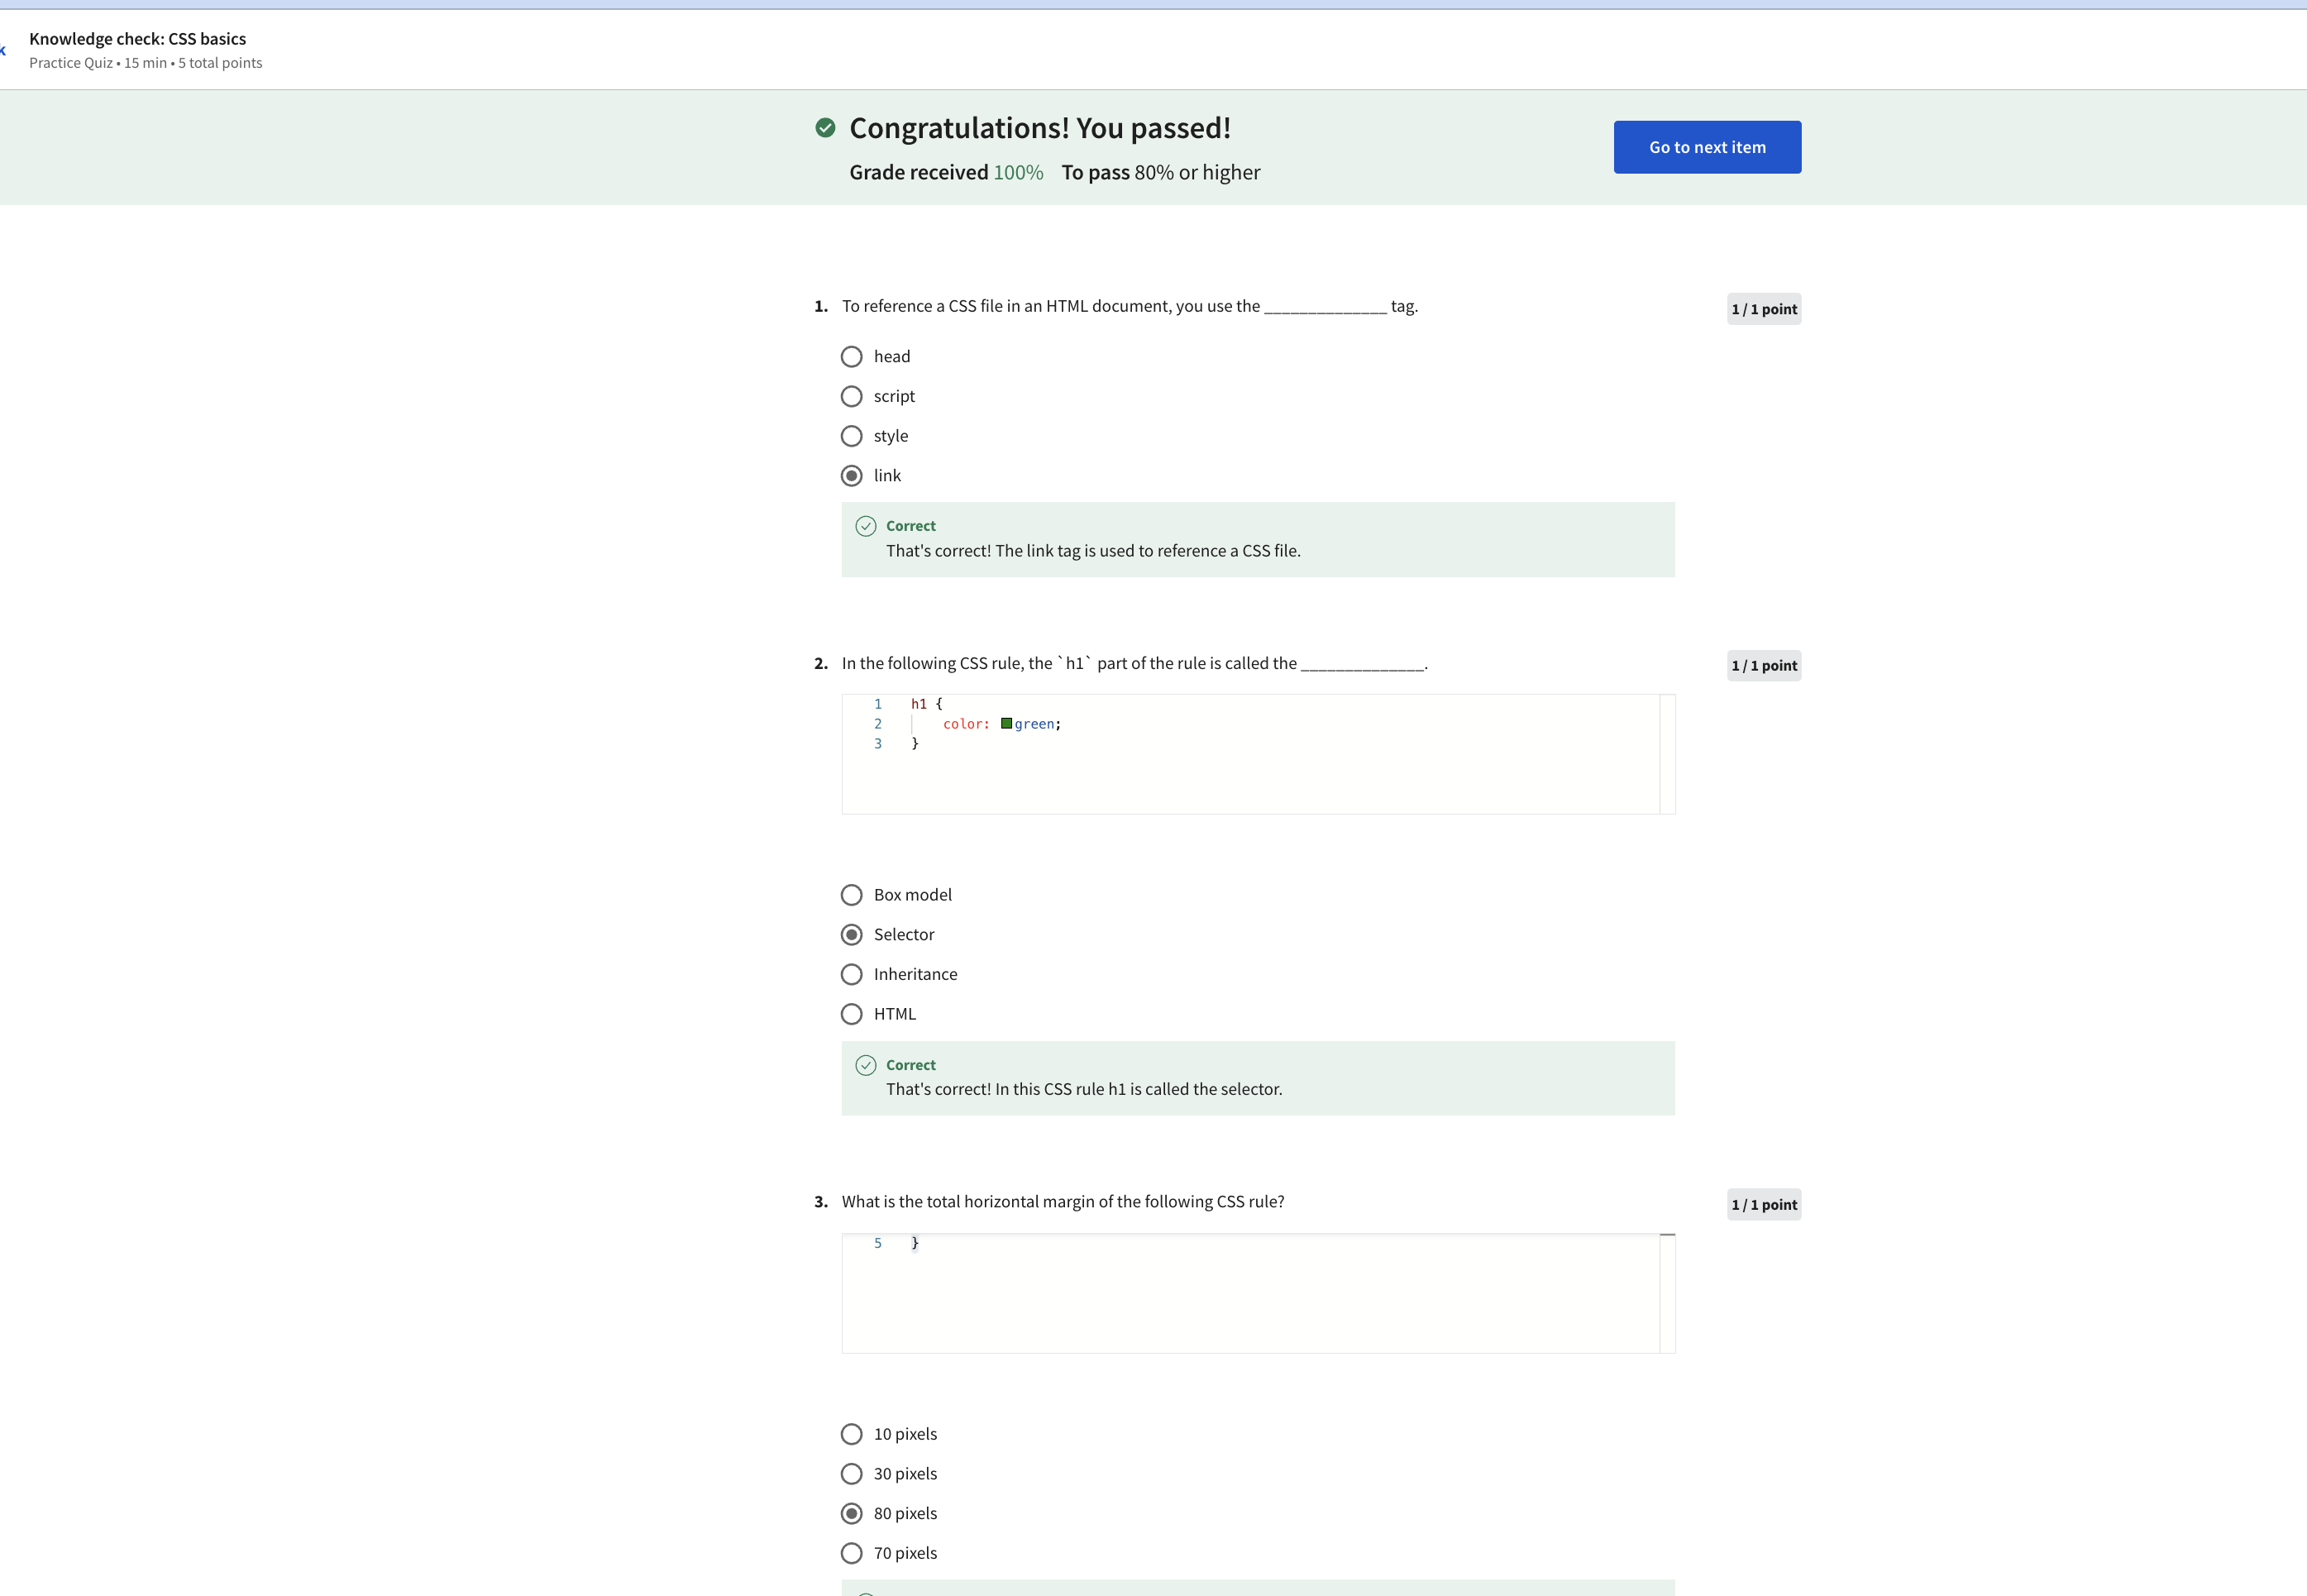 k
Knowledge check: CSS basics
Practice Quiz • 15 min • 5 total points
Congratulations! You passed!
Grade received 100% To pass 80% or higher
Go to next item
1. To reference a CSS file in an HTML document, you use the ______________ tag.
1 / 1 point
head
script
style
link
Correct
That's correct! The link tag is used to reference a CSS file.
2. In the following CSS rule, the `h1` part of the rule is called the ______________.
1 / 1 point
1 h1 {
2 color: green;
3 }
Box model
Selector
Inheritance
HTML
Correct
That's correct! In this CSS rule h1 is called the selector.
3. What is the total horizontal margin of the following CSS rule?
1 / 1 point
5 }
10 pixels
30 pixels
80 pixels
70 pixels